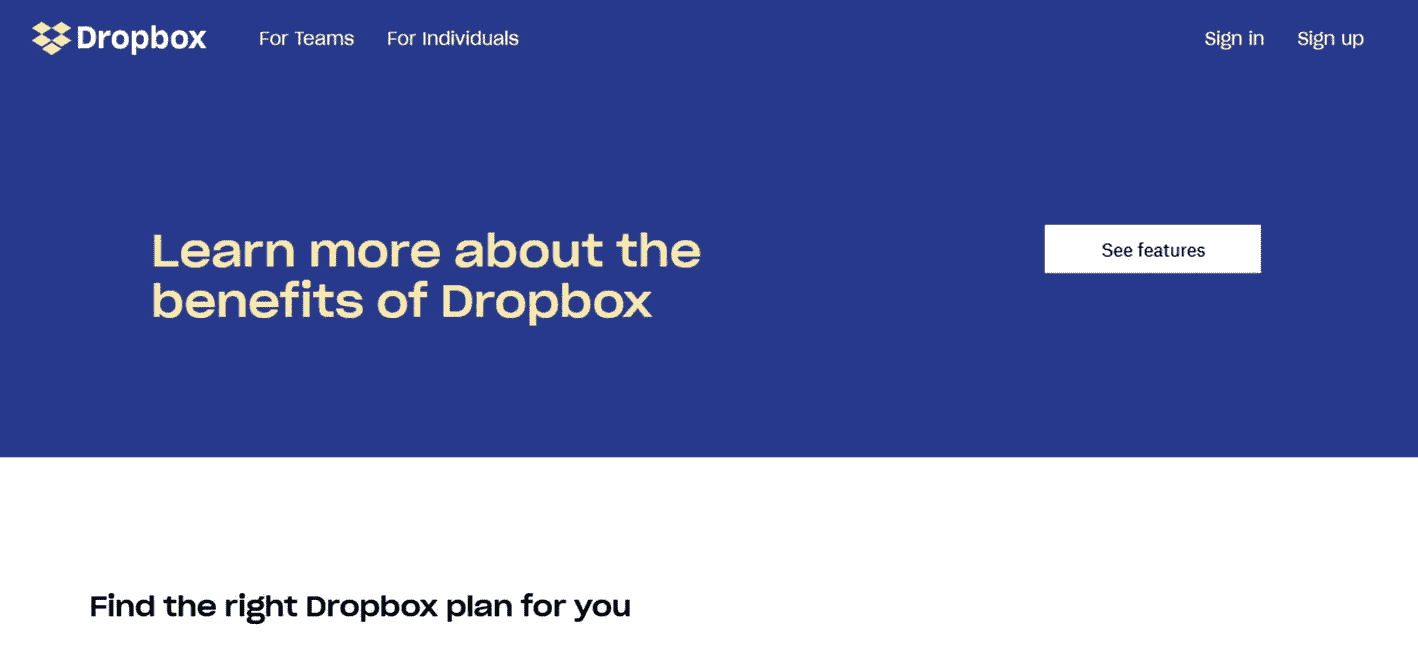 Dropbox
For Teams
For Individuals
Sign in
Sign up
Learn more about the
benefits of Dropbox
See features
Find the right Dropbox plan for you